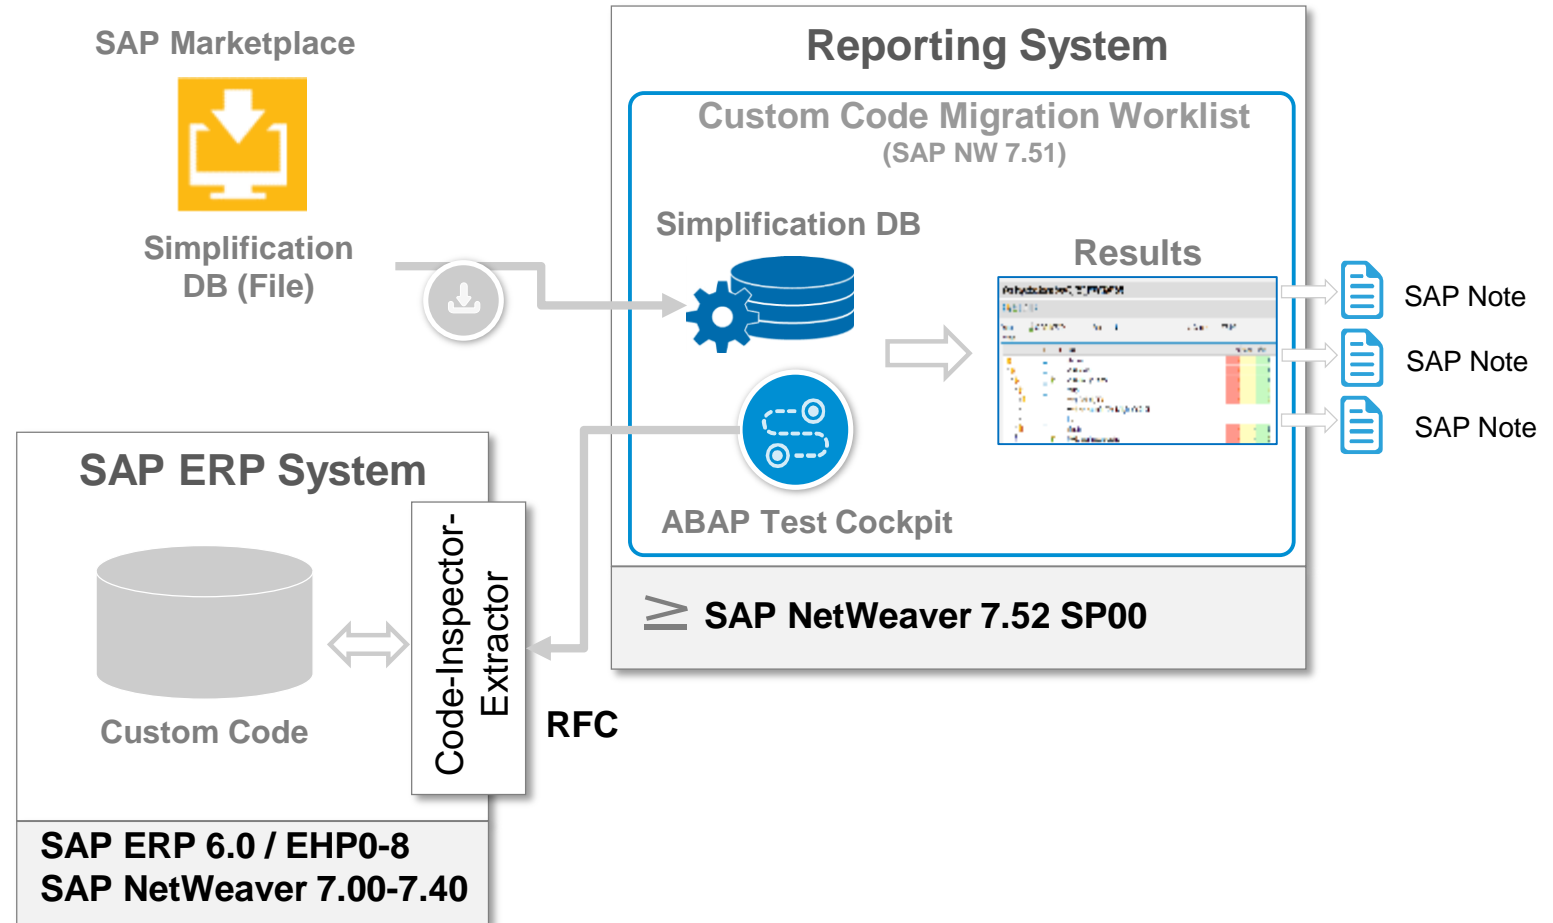 SAP Marketplace
Simplification
DB (File)
Reporting System
Custom Code Migration Worklist
(SAP NW 7.51)
Simplification DB
Results
SAP Note
SAP Note
SAP Note
ABAP Test Cockpit
≥ SAP NetWeaver 7.52 SP00
SAP ERP System
Custom Code
Code-Inspector-
Extractor
RFC
SAP ERP 6.0 / EHP0-8
SAP NetWeaver 7.00-7.40